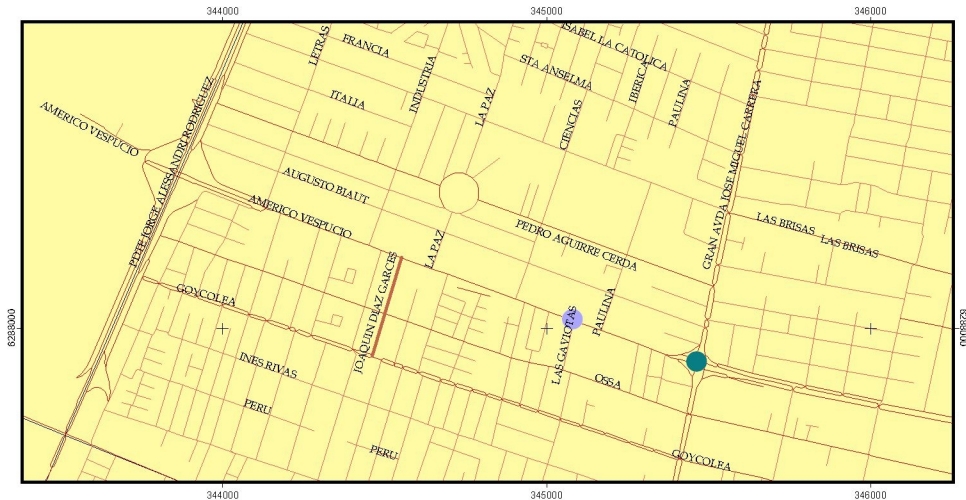 344000
345000
346000
ISABEL LA CATOLICA
LETRAS
FRANCIA
STA ANSELMA
INDUSTRIA
IBERICA
PAULINA
LA PAZ
ITALIA
CIENCIAS
AMERICO VESPUCIO
PDTE JORGE ALESSANDRI RODRIGUEZ
GRAN AVDA JOSE MIGUEL CARRERA
AUGUSTO BIAUT
AMERICO VESPUCIO
LA PAZ
PEDRO AGUIRRE CERDA
LAS BRISAS
LAS BRISAS
JOAQUIN DIAZ GARCES
GOYCOLEA
PAULINA
LAS GAVIOTAS
6288000
6288000
INES RIVAS
OSSA
PERU
PERU
GOYCOLEA
344000
345000
346000